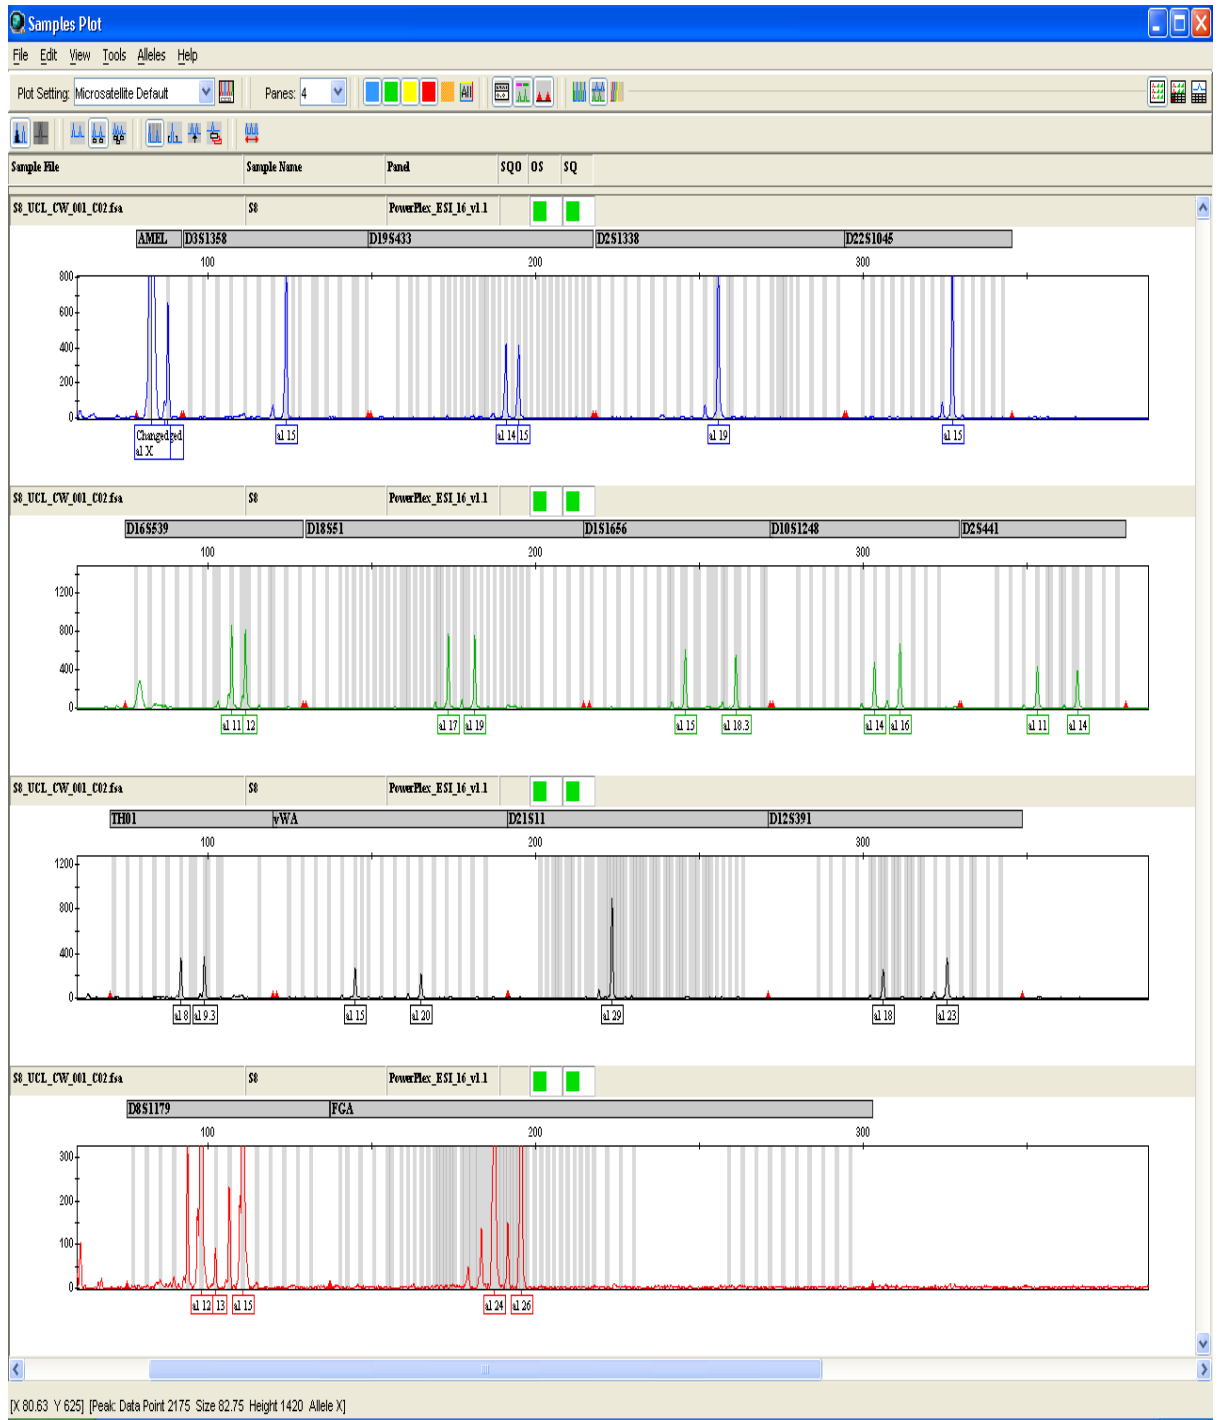 Samples Plot
File Edit View Tools Alleles Help
Plot Setting: Microsatellite Default Panes: 4 All
Sample File Sample Name Panel SQO OS SQ
S8_UCL_CW_001_C02.fsa S8 PowerPlex_ESI_16_v1.1
AMEL D3S1358 D19S433 D2S1338 D22S1045
100 200 300
800
600
400
200
0
Changed ged al 15 al 14 15 al 19 al 15
al X
S8_UCL_CW_001_C02.fsa S8 PowerPlex_ESI_16_v1.1
D16S539 D18S51 D1S1656 D10S1248 D2S441
100 200 300
1200
800
400
0
al 11 12 al 17 al 19 al 15 al 18.3 al 14 al 16 al 11 al 14
S8_UCL_CW_001_C02.fsa S8 PowerPlex_ESI_16_v1.1
TH01 vWA D21S11 D12S391
100 200 300
1200
800
400
0
al 8 al 9.3 al 15 al 20 al 29 al 18 al 23
S8_UCL_CW_001_C02.fsa S8 PowerPlex_ESI_16_v1.1
D8S1179 FGA
100 200 300
300
200
100
0
al 12 13 al 15 al 24 al 26
[X 80.63 Y 625] [Peak: Data Point 2175 Size 82.75 Height 1420 Allele X]